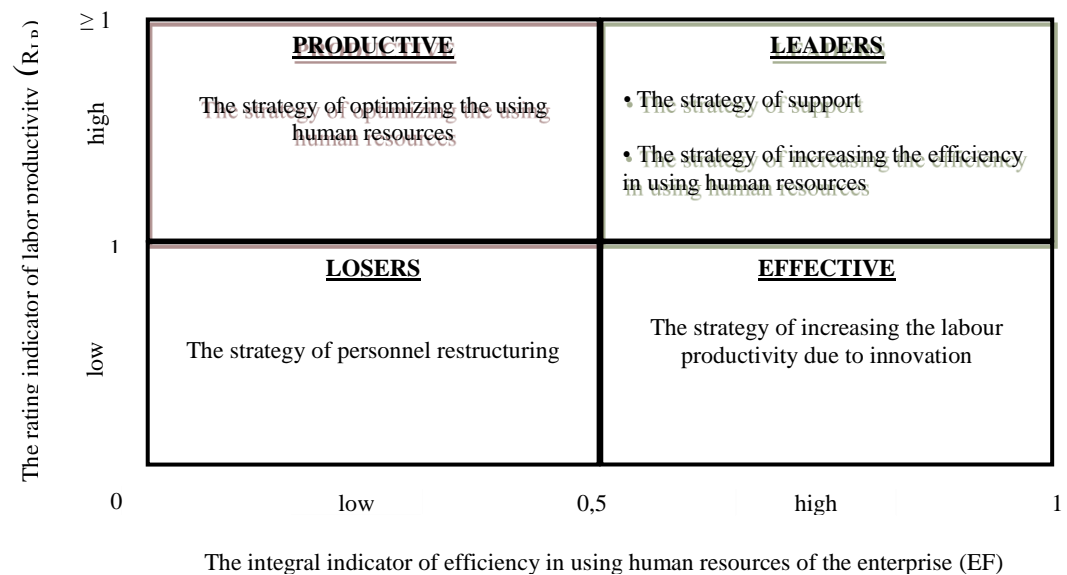 ≥ 1
PRODUCTIVE
The strategy of optimizing the using
human resources
LEADERS
• The strategy of support
• The strategy of increasing the efficiency
in using human resources
high
1
LOSERS
The strategy of personnel restructuring
EFFECTIVE
The strategy of increasing the labour
productivity due to innovation
low
The rating indicator of labor productivity (R
0
low
0,5
high
1
The integral indicator of efficiency in using human resources of the enterprise (EF)